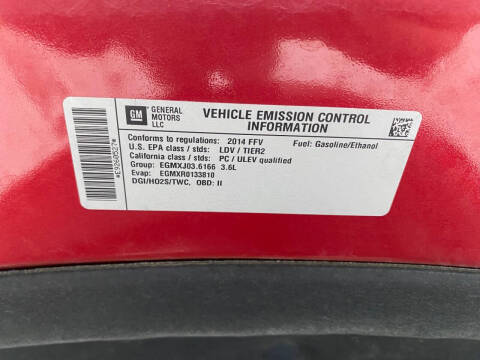 GM
GENERAL
MOTORS
LLC
VEHICLE EMISSION CONTROL
INFORMATION
Conforms to regulations: 2014 FFV
Fuel: Gasoline/Ethanol
U.S. EPA class / stds: LDV / TIER2
California class / stds: PC / ULEV qualified
Group: EGMXJ03.6166 3.6L
Evap: EGMXR0133810
DGI/HO2S/TWC, OBD: II